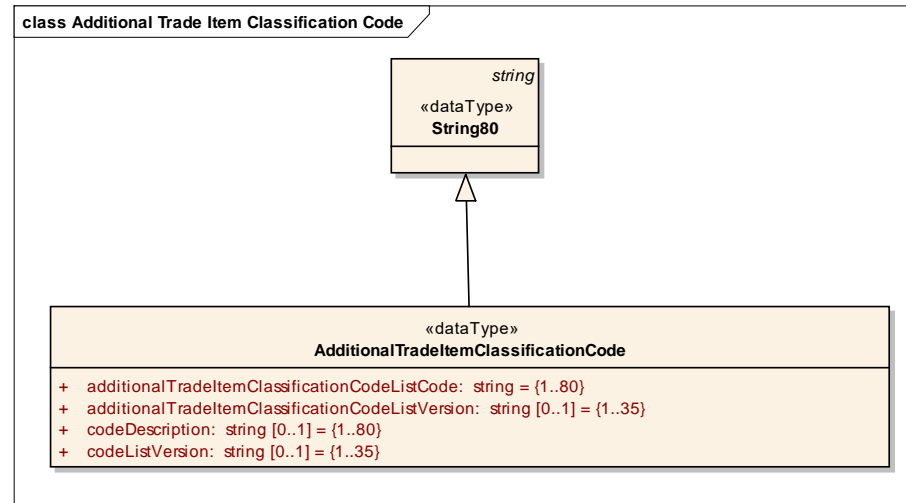 class Additional Trade Item Classification Code
string
«dataType»
String80
«dataType»
AdditionalTradeItemClassificationCode
+ additionalTradeItemClassificationCodeListCode: string = {1..80}
+ additionalTradeItemClassificationCodeListVersion: string [0..1] = {1..35}
+ codeDescription: string [0..1] = {1..80}
+ codeListVersion: string [0..1] = {1..35}